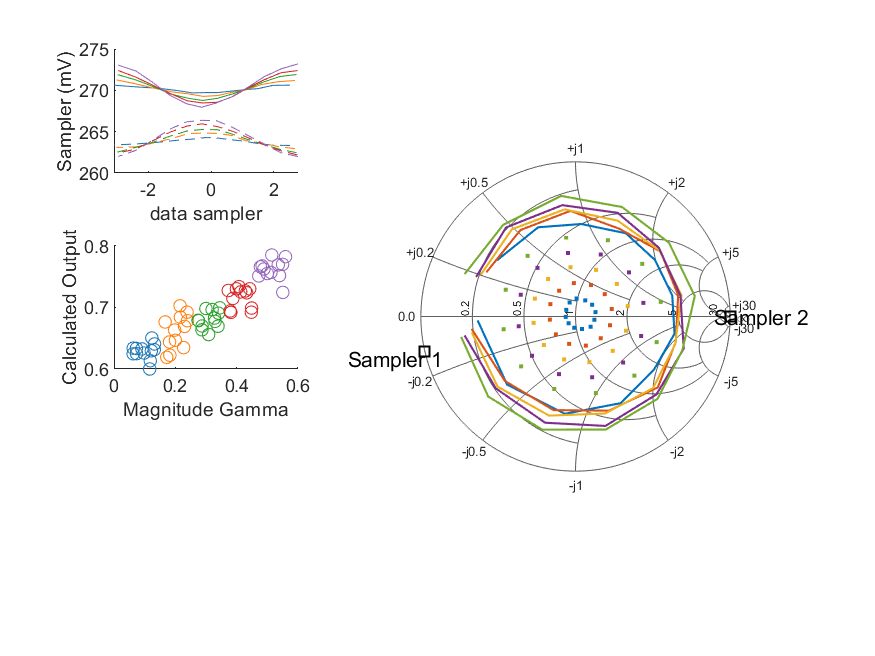 275
270
265
260
Sampler (mV)
-2 0 2
data sampler
0.8
0.7
0.6
Calculated Output
0 0.2 0.4 0.6
Magnitude Gamma
+j1
+j0.5
+j2
+j0.2
+j5
+j30
0.0
0.2
0.5
1
2
5
30
-j30
Sampler 2
Sampler 1
-j0.2
-j5
-j0.5
-j2
-j1